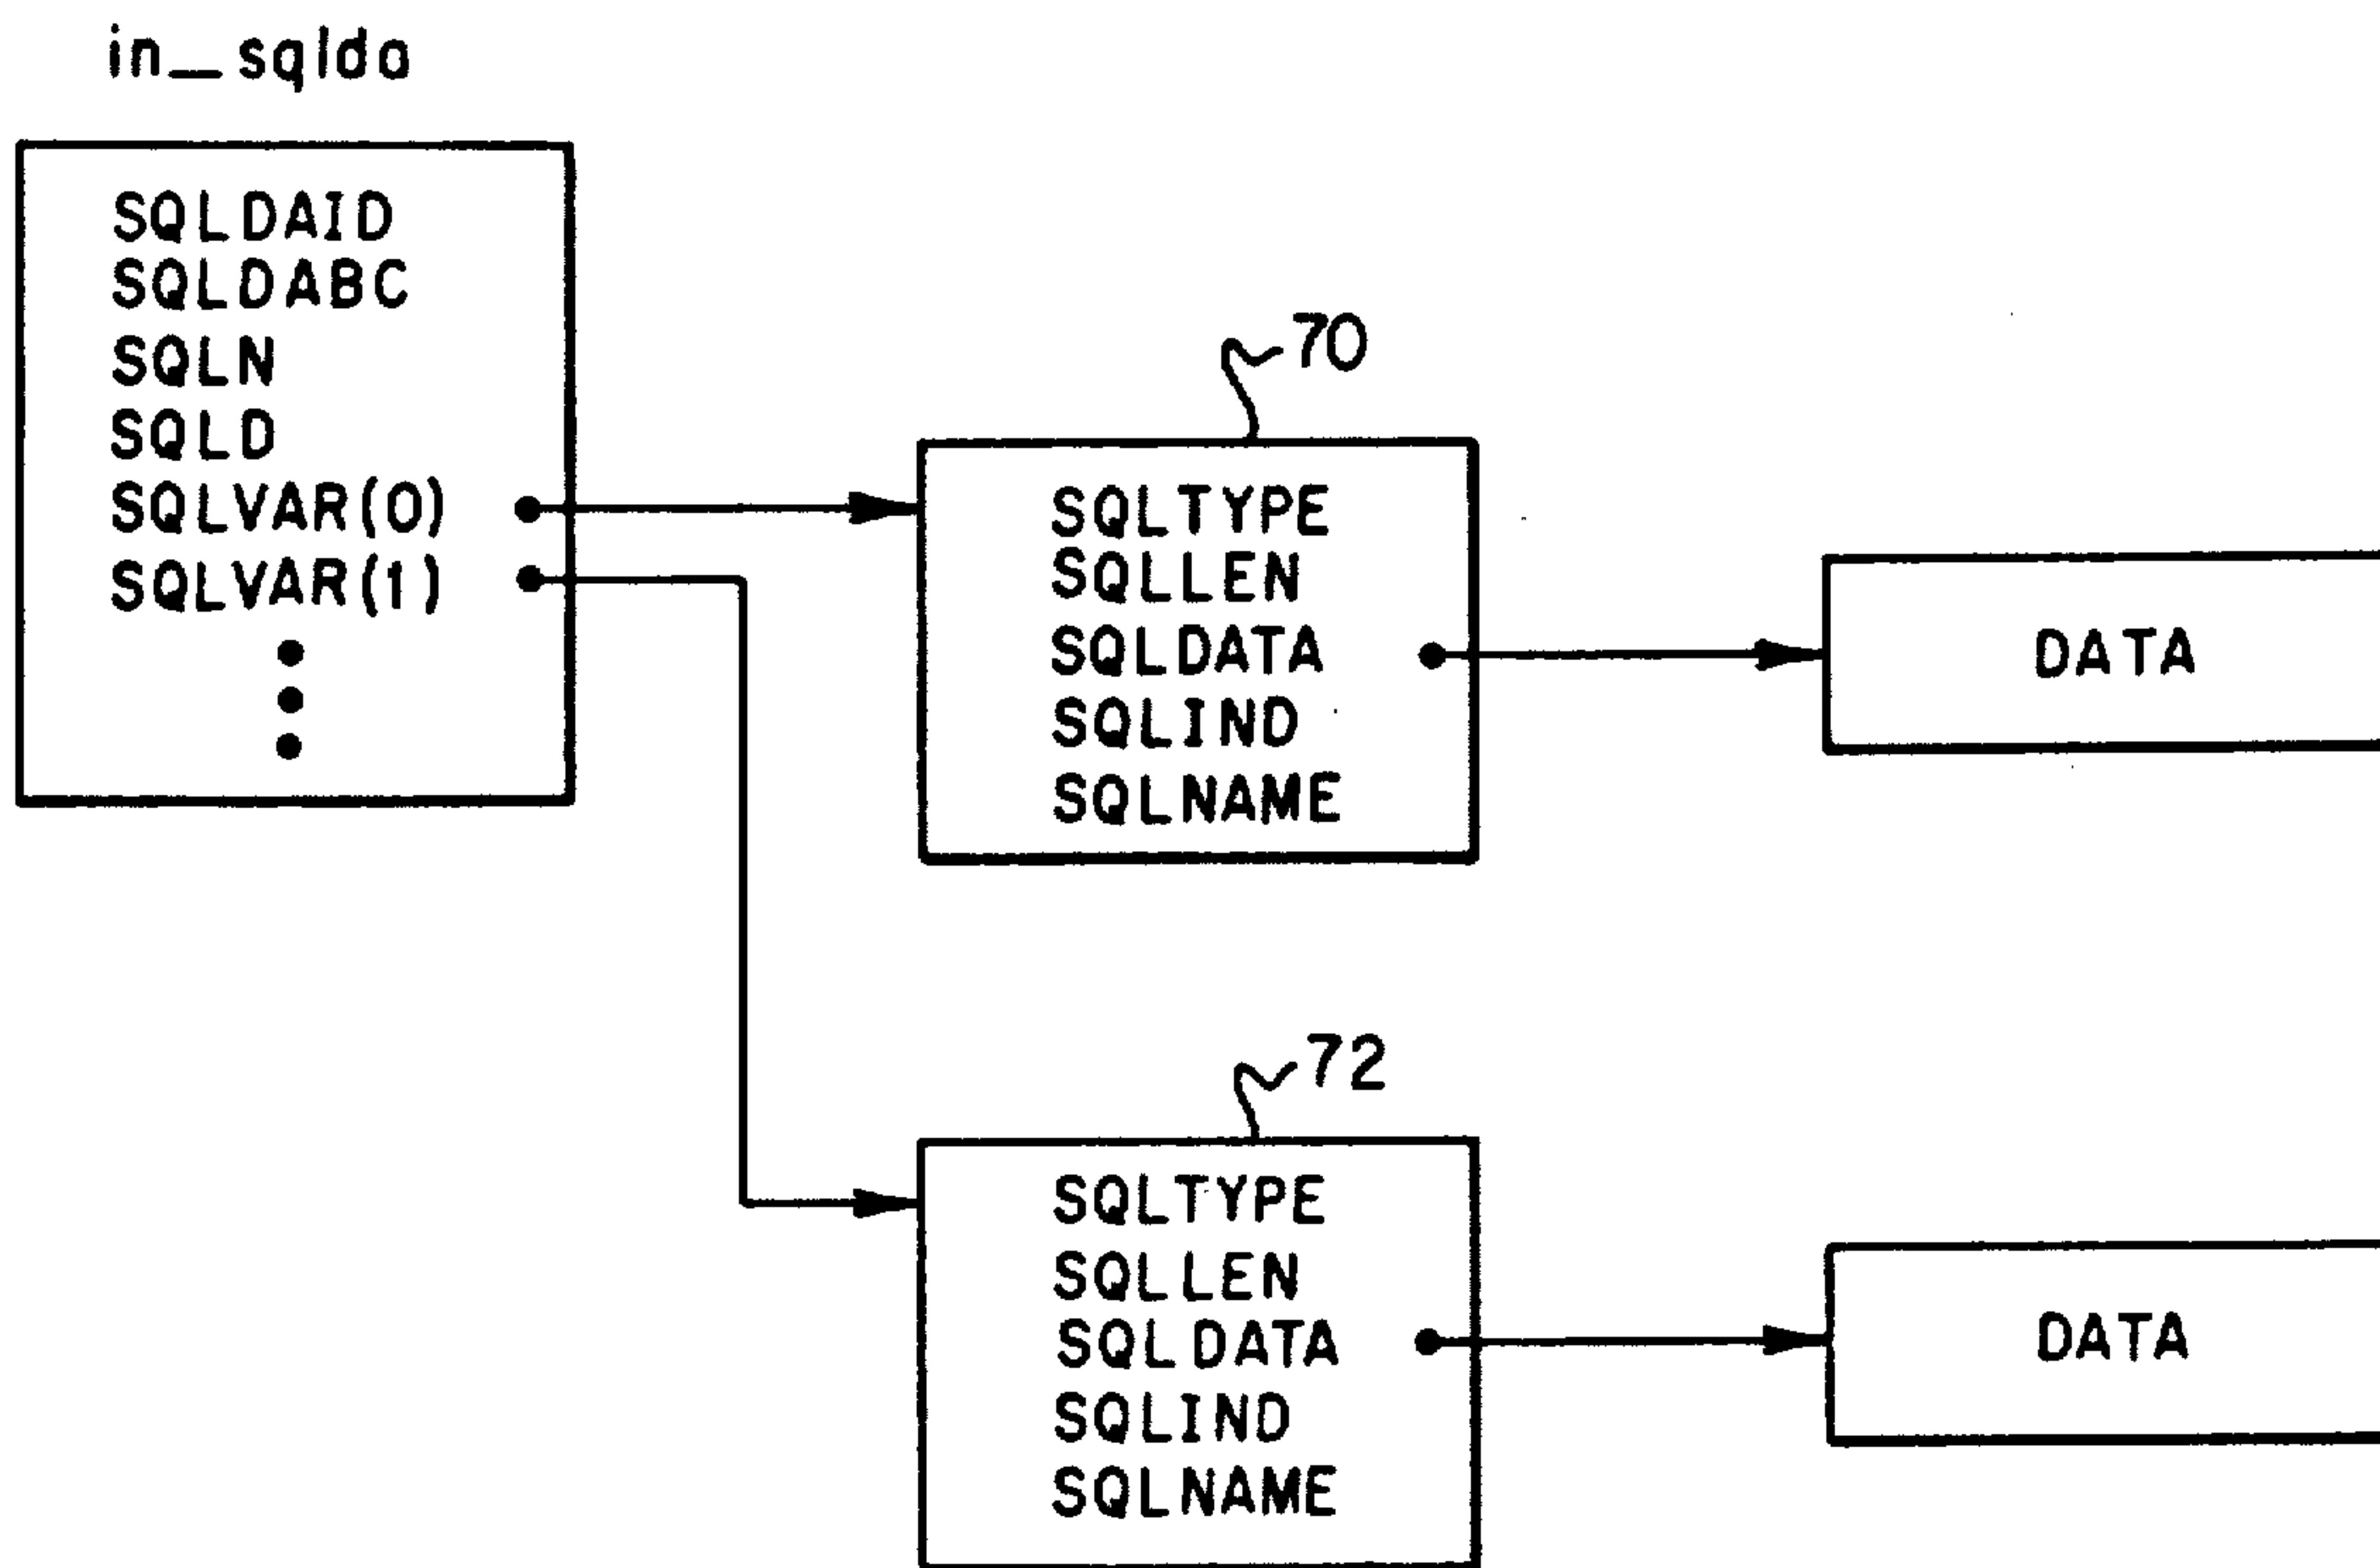 in_sqlda
SQLDAID
SQLDABC
SQLN
SQLD
SQLVAR(0)
SQLVAR(1)
70
SQLTYPE
SQLLEN
SQLDATA
SQLIND
SQLNAME
DATA
72
SQLTYPE
SQLLEN
SQLDATA
SQLIND
SQLNAME
DATA